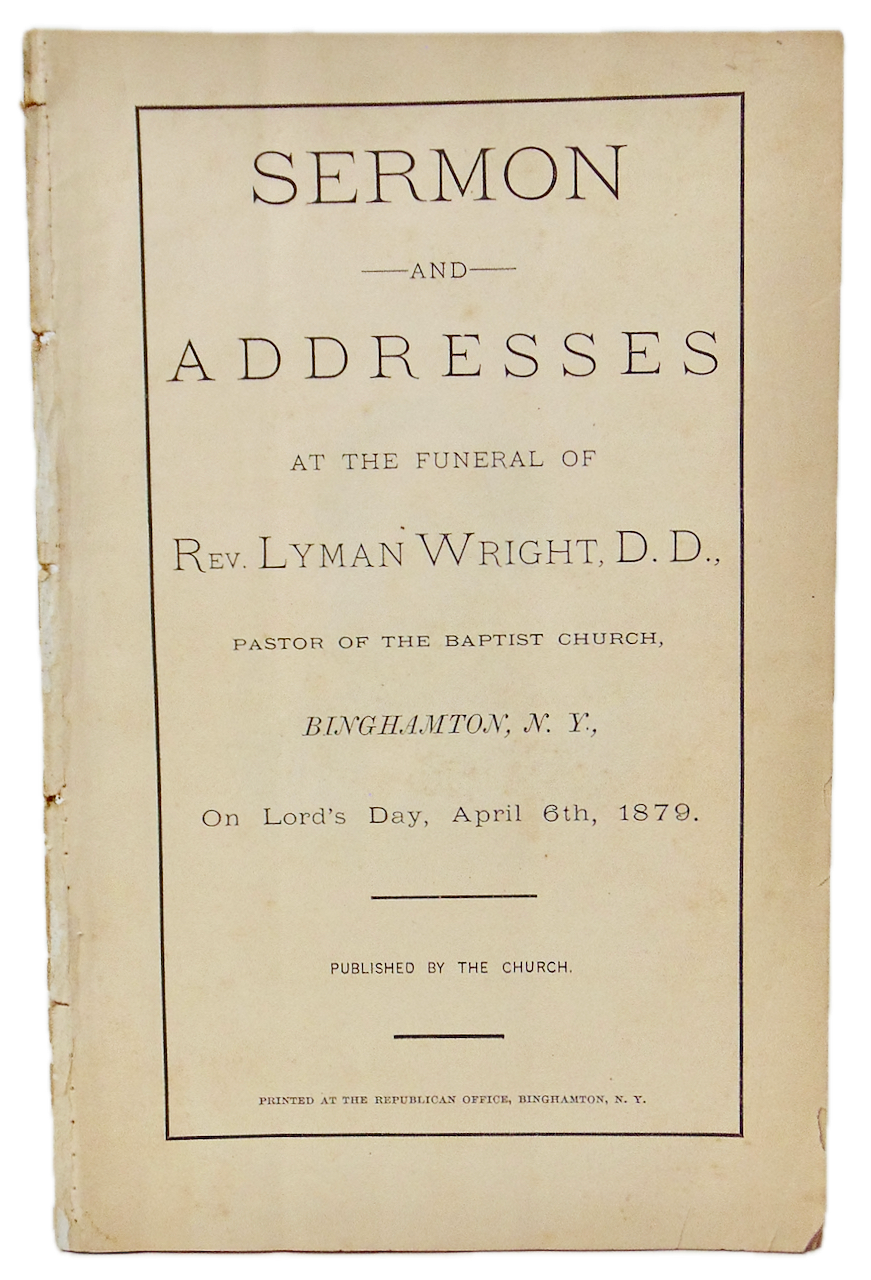 SERMON
—AND—
ADDRESSES
AT THE FUNERAL OF
REV. LYMAN WRIGHT, D. D.,
PASTOR OF THE BAPTIST CHURCH,
BINGHAMTON, N. Y.,
On Lord's Day, April 6th, 1879.
PUBLISHED BY THE CHURCH.
PRINTED AT THE REPUBLICAN OFFICE, BINGHAMTON, N. Y.